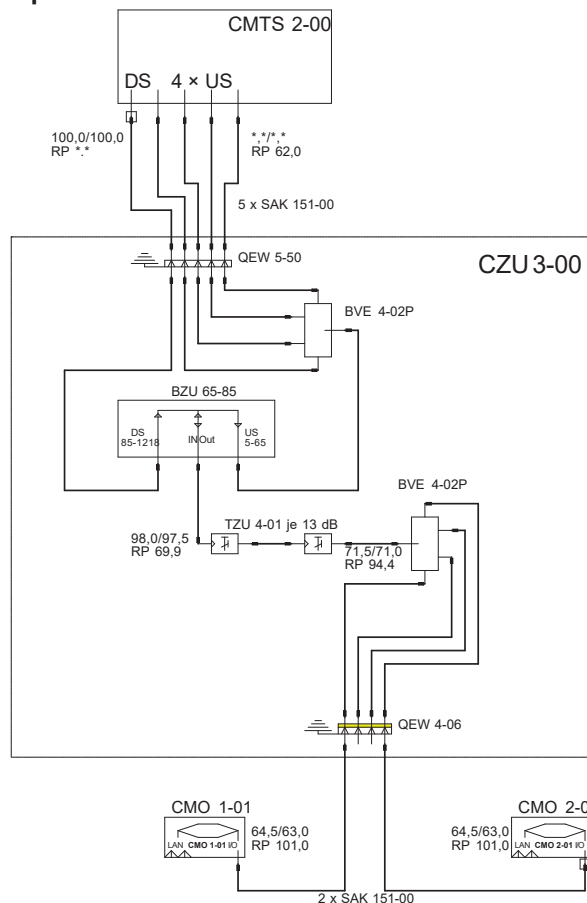 CMTS 2-00
DS 4 × US
100,0/100,0
RP *.*
*,*/*,*
RP 62,0
5 x SAK 151-00
QEW 5-50
CZU 3-00
BVE 4-02P
BZU 65-85
DS
85-1218
IN/Out
US
5-65
BVE 4-02P
TZU 4-01 je 13 dB
98,0/97,5
RP 69,9
71,5/71,0
RP 94,4
QEW 4-06
CMO 1-01
LAN CMO 1-01 I/O
64,5/63,0
RP 101,0
64,5/63,0
RP 101,0
LAN CMO 2-01 I/O
2 x SAK 151-00